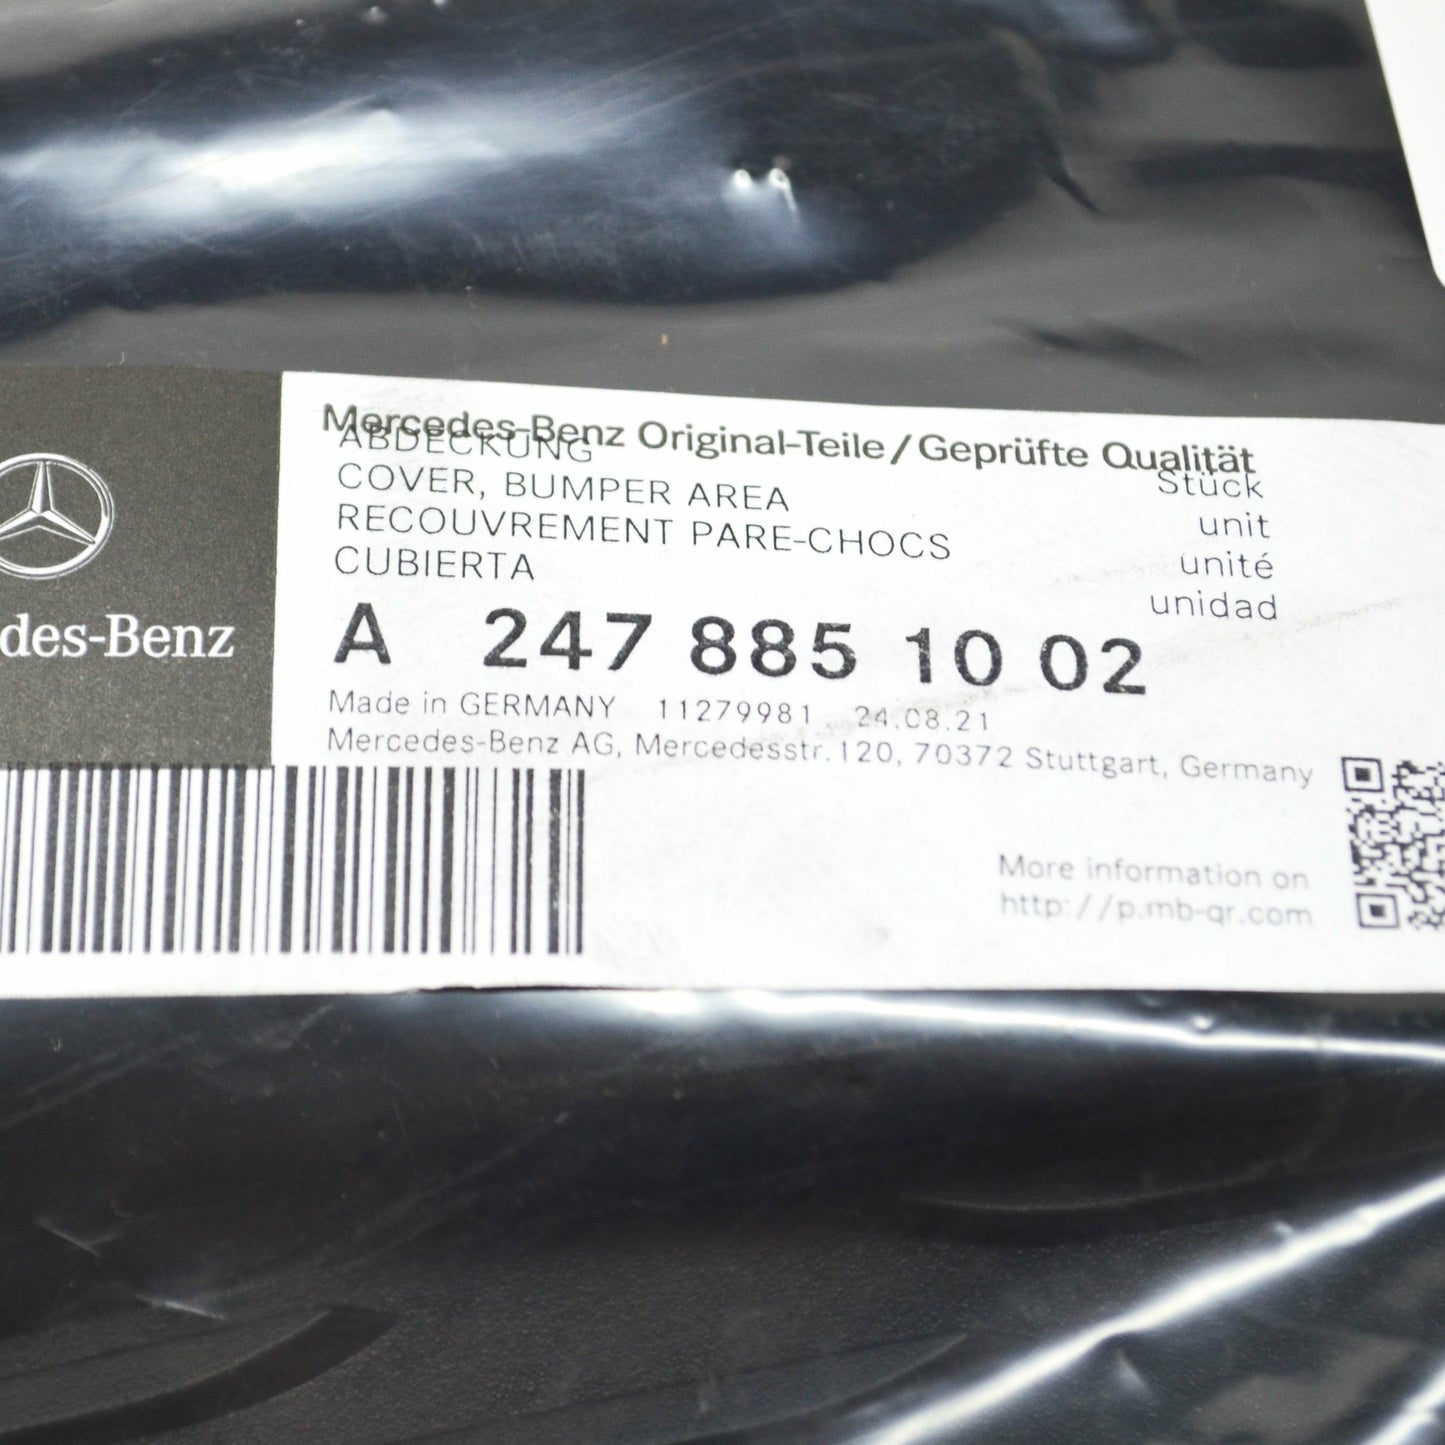 Mercedes-Benz Original-Teile / Geprüfte Qualität
ABDECKUNG
Stück
COVER, BUMPER AREA
unit
RECOUVREMENT PARE-CHOCS
unité
CUBIERTA
unidad
des-Benz
A 247 885 10 02
Made in GERMANY 11279981 24.08.21
Mercedes-Benz AG, Mercedesstr. 120, 70372 Stuttgart, Germany
More information on
http://p.mb-qr.com